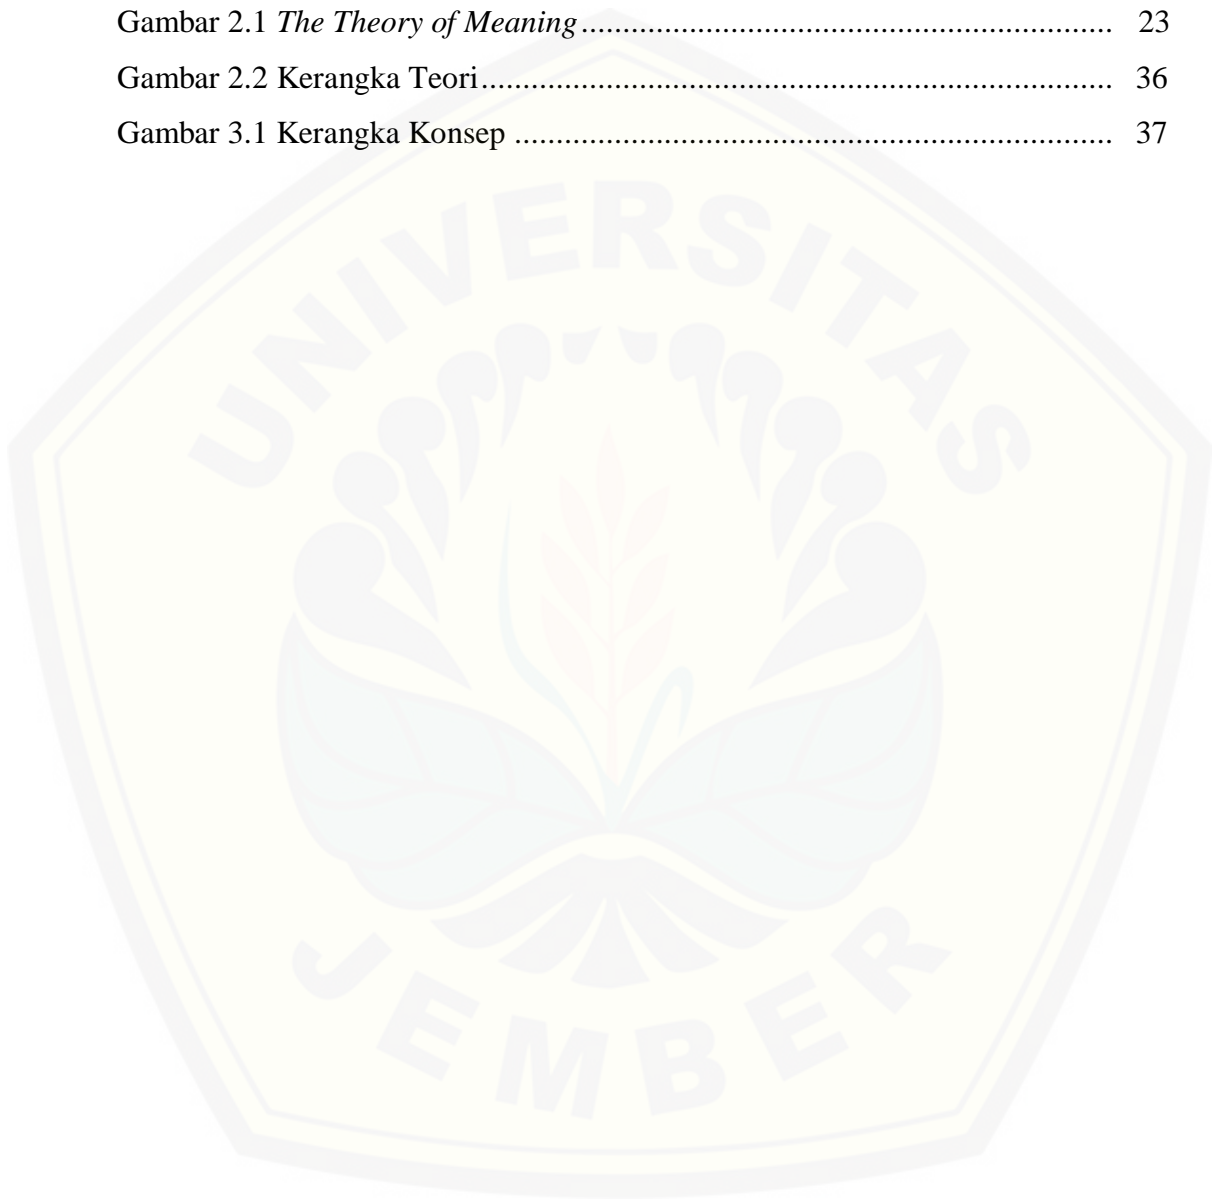 Gambar 2.1 The Theory of Meaning................................................................ 23
Gambar 2.2 Kerangka Teori............................................................................ 36
Gambar 3.1 Kerangka Konsep ........................................................................ 37
UNIVERSITAS
JEMBER